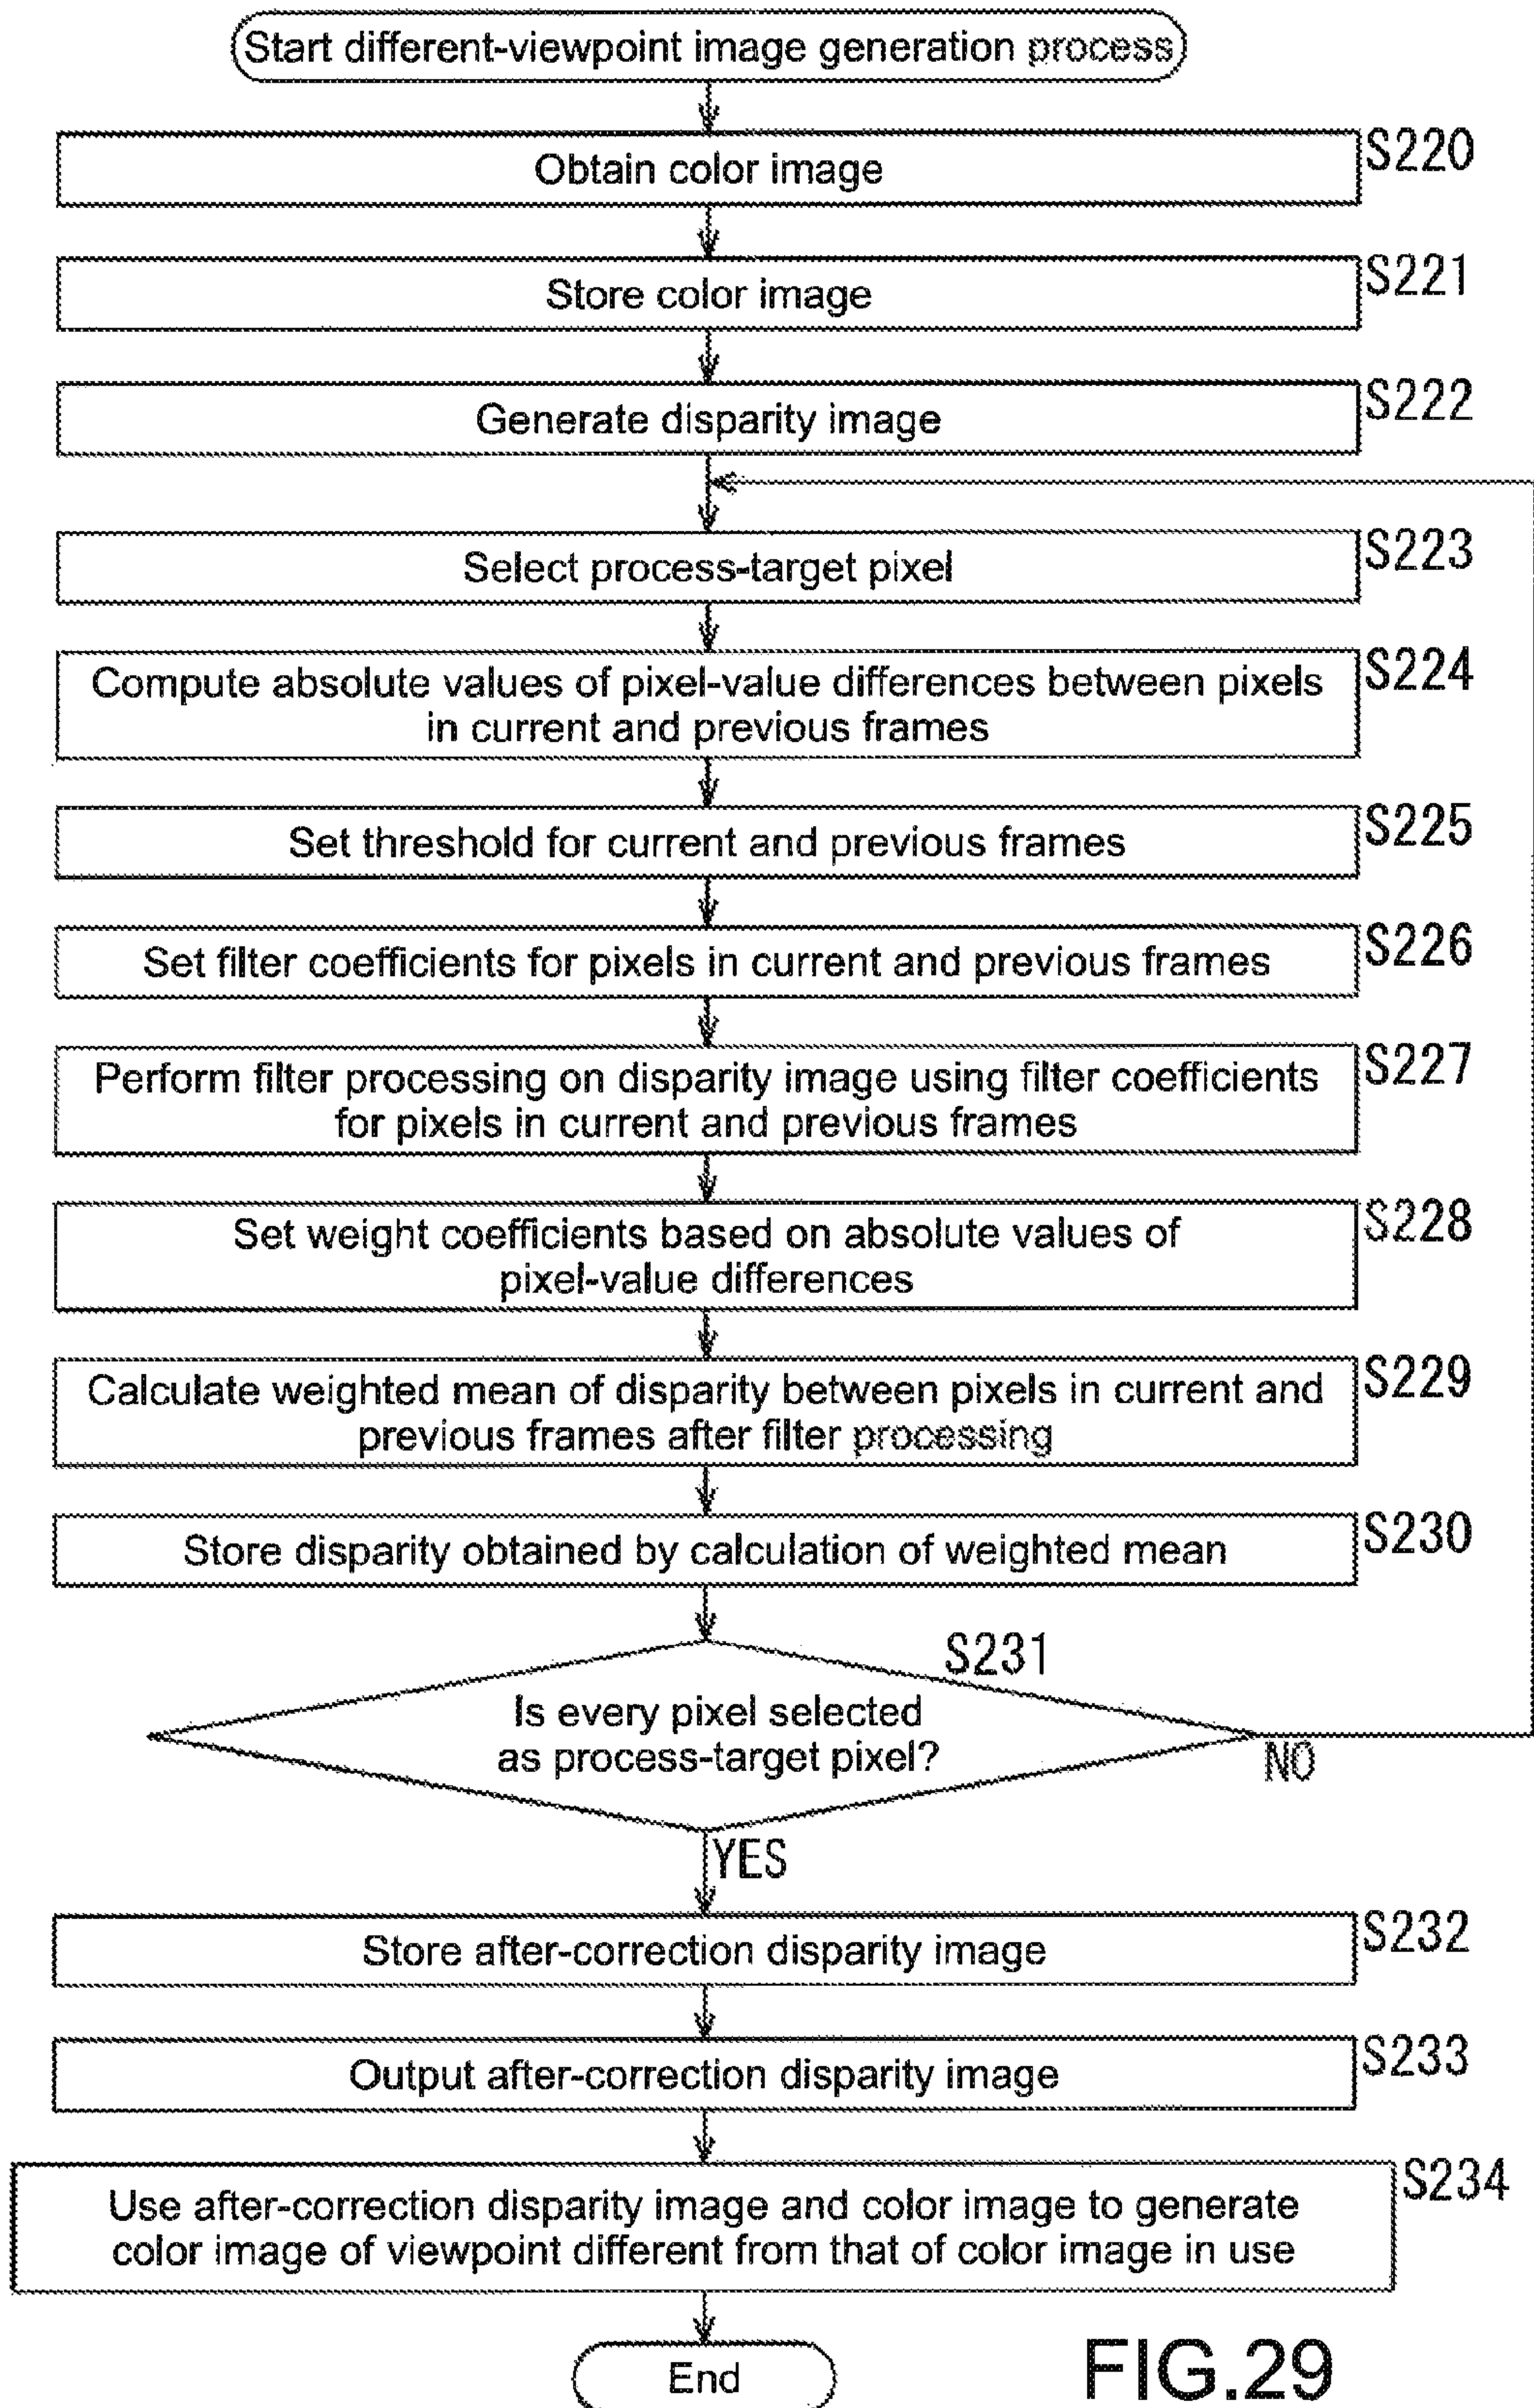 Start different-viewpoint image generation process
Obtain color image
S220
Store color image
S221
Generate disparity image
S222
Select process-target pixel
S223
Compute absolute values of pixel-value differences between pixels
in current and previous frames
S224
Set threshold for current and previous frames
S225
Set filter coefficients for pixels in current and previous frames
S226
Perform filter processing on disparity image using filter coefficients
for pixels in current and previous frames
S227
Set weight coefficients based on absolute values of
pixel-value differences
S228
Calculate weighted mean of disparity between pixels in current and
previous frames after filter processing
S229
Store disparity obtained by calculation of weighted mean
S230
S231
Is every pixel selected
as process-target pixel?
NO
YES
Store after-correction disparity image
S232
Output after-correction disparity image
S233
Use after-correction disparity image and color image to generate
color image of viewpoint different from that of color image in use
S234
End
FIG.29